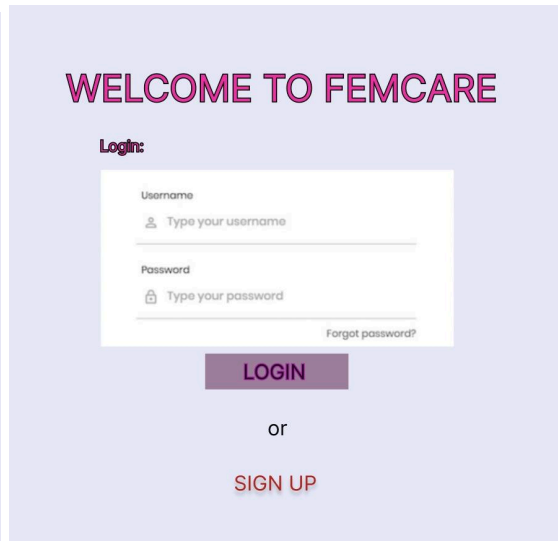 WELCOME TO FEMCARE
Login:
Username
Type your username
Password
Type your password
Forgot password?
LOGIN
or
SIGN UP